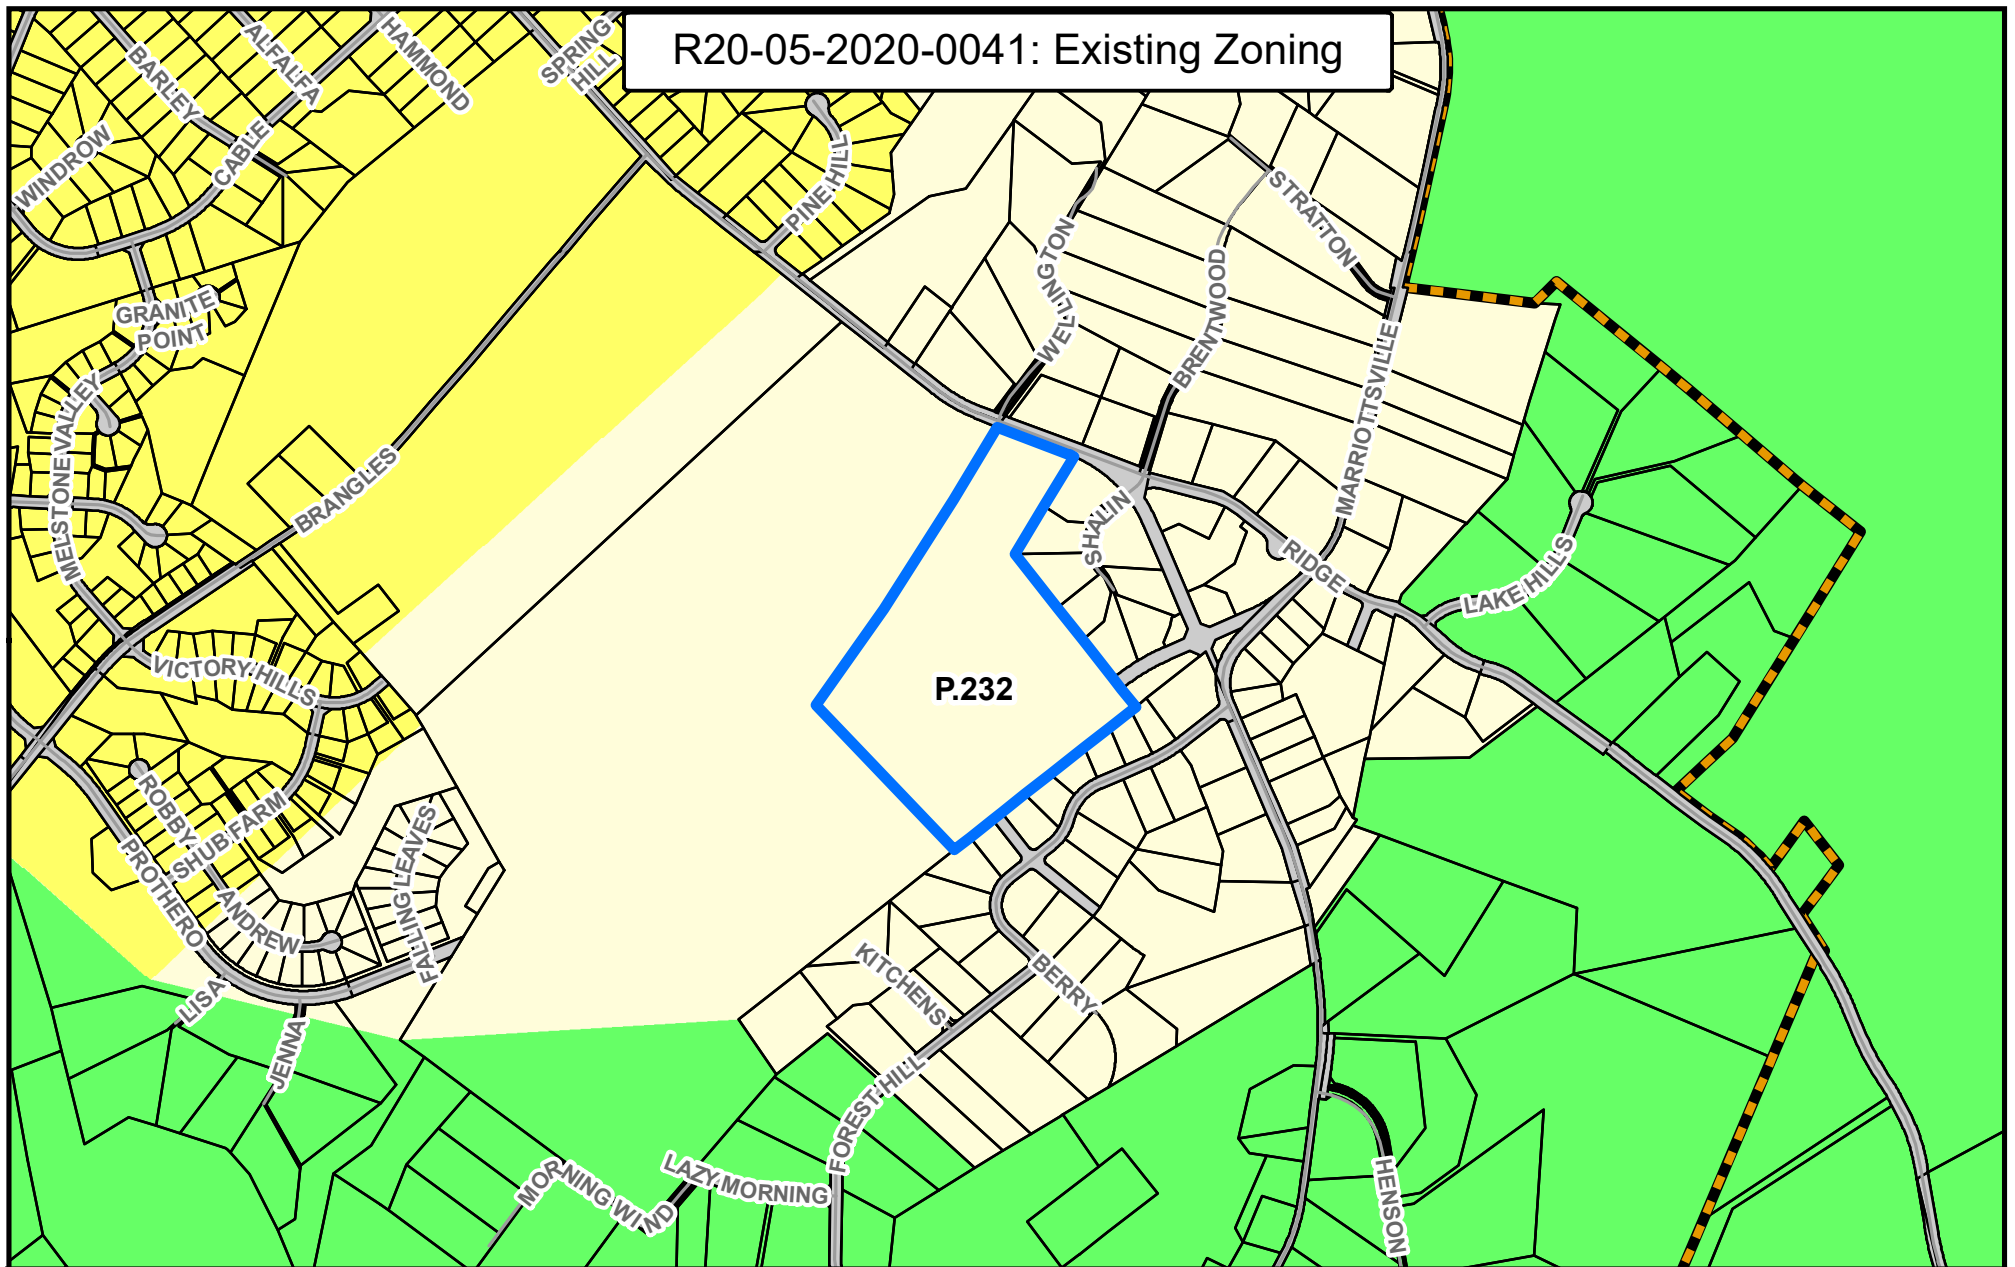 R20-05-2020-0041: Existing Zoning
BARLEY
ALFALFA
HAMMOND
SPRING
HILL
WINDROW
CABLE
PINE HILL
STRATTON
WELLINGTON
BRENTWOOD
GRANITE
POINT
MARRIOTTSVILLE
MELSTONE VALLEY
BRANGLES
SHALIN
RIDGE
LAKE HILLS
VICTORY HILLS
P.232
ROBBY
SHUB FARM
PROTHERO
FALLING LEAVES
ANDREW
KITCHENS
BERRY
LISA
JENNA
FOREST HILL
MORNING WIND
LAZY MORNING
HENSON